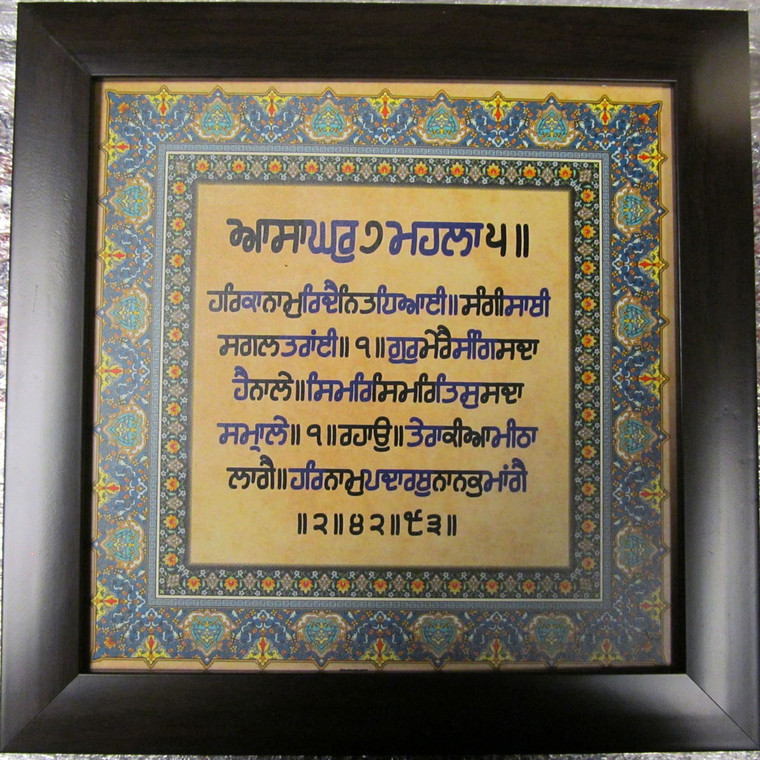 ਆਸਾਘਰੁ੭ਮਹਲਾ੫॥
ਹਰਿਕਾਨਾਮੁਰਿਦੈਨਿਤਧਿਆਈ॥ਸੰਗੀਸਾਥੀ
ਸਗਲਤਰਾਂਈ॥੧॥ਗੁਰੁਮੇਰੈਸੰਗਿਸਦਾ
ਹੈਨਾਲੇ॥ਸਿਮਰਿਸਿਮਰਿਤਿਸੁਸਦਾ
ਸਮ੍ਹਾਲੇ॥੧॥ਰਹਾਉ॥ਤੇਰਾਕੀਆਮੀਠਾ
ਲਾਗੈ॥ਹਰਿਨਾਮੁਪਦਾਰਥੁਨਾਨਕੁਮਾਂਗੈ
॥੨॥੪੨॥੯੩॥